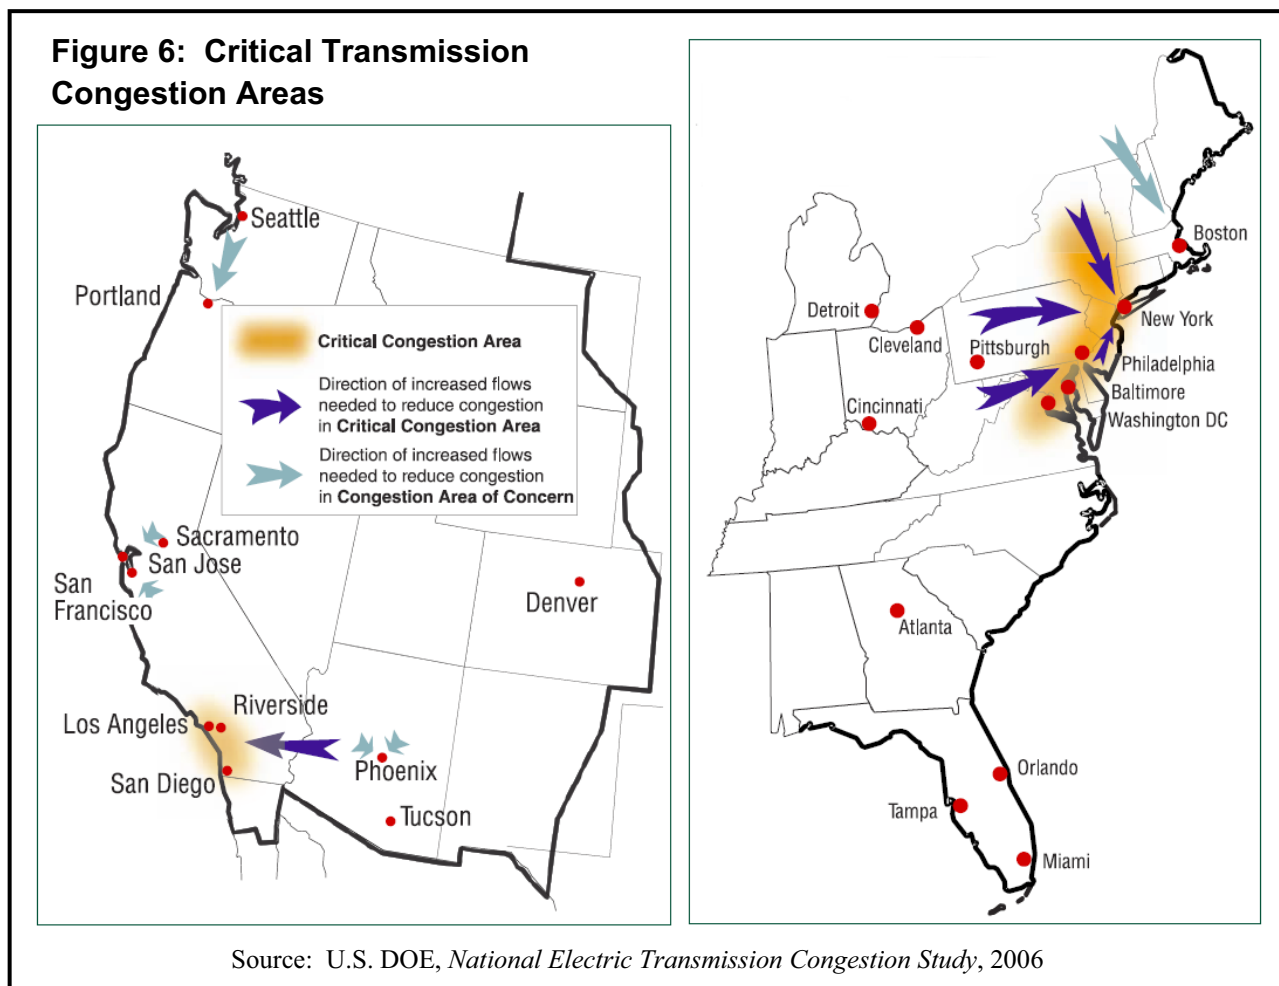 Figure 6:  Critical Transmission
Congestion Areas
Seattle
Portland
Critical Congestion Area
Direction of increased flows
needed to reduce congestion
in Critical Congestion Area
Direction of increased flows
needed to reduce congestion
in Congestion Area of Concern
Sacramento
San Jose
San
Francisco
Denver
Riverside
Los Angeles
San Diego
Phoenix
Tucson
Boston
Detroit
Cleveland
New York
Pittsburgh
Philadelphia
Baltimore
Washington DC
Cincinnati
Atlanta
Orlando
Tampa
Miami
Source:  U.S. DOE, National Electric Transmission Congestion Study, 2006